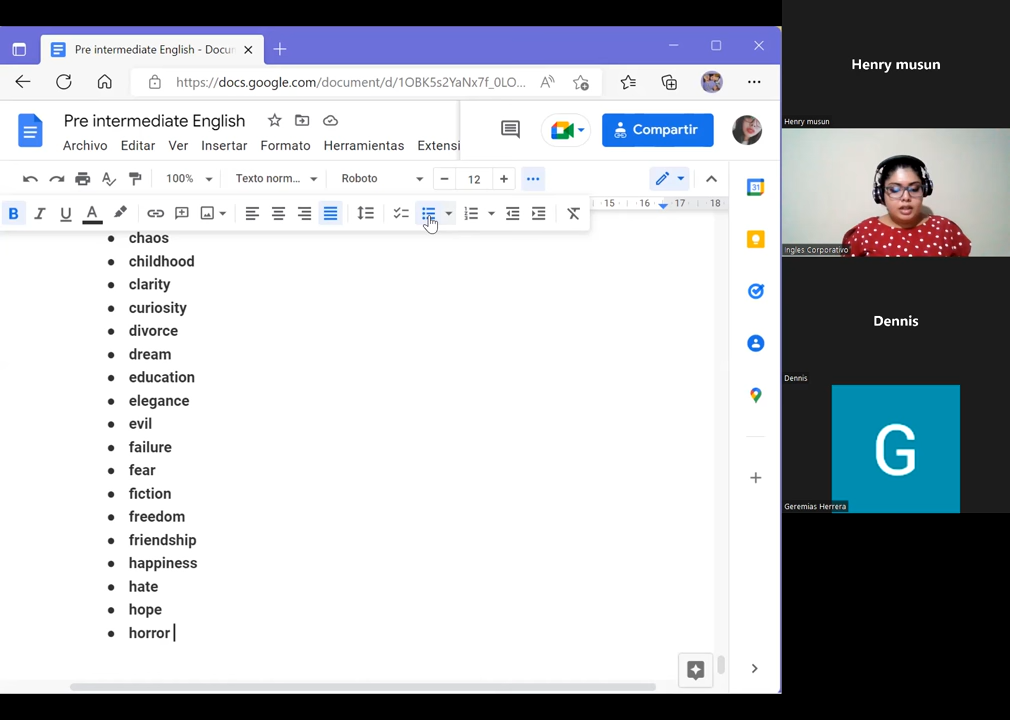 Pre intermediate English - Docun
https://docs.google.com/document/d/1OBK5s2YaNx7f_0LO...
Pre intermediate English
Archivo Editar Ver Insertar Formato Herramientas Extensi
Compartir
100% Texto norm... Roboto 12
15 16 17 18
chaos
childhood
clarity
curiosity
divorce
dream
education
elegance
evil
failure
fear
fiction
freedom
friendship
happiness
hate
hope
horror
Henry musun
Henry musun
Ingles Corporativo
Dennis
Dennis
G
Geremias Herrera